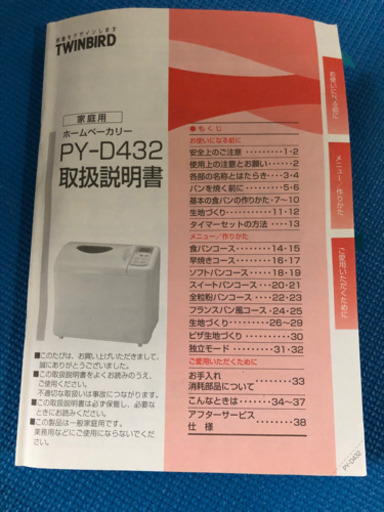 感動をデザインします
TWINBIRD
家庭用
ホームベーカリー
PY-D432
取扱説明書
■このたびは、お買い上げいただきまして、
誠にありがとうございました。
■この取扱説明書をよくお読みのうえ、
ご使用ください。
不適切な取扱いは事故につながります。
■この取扱説明書は必ず保管し、必要な
ときにお読みください。
■この製品は一般家庭用です。
業務用などにご使用にならないでくだ
さい。
●もくじ
お使いになる前に
安全上のご注意 ・・・・・・・・・1・2
使用上の注意とお願い・・・・・・2
各部の名称とはたらき・・・3・4
パンを焼く前に・・・・・・・・・5・6
基本の食パンの作りかた・7~10
生地づくり・・・・・・・・・・・11・12
タイマーセットの方法 ・・・・13
メニュー/作りかた
食パンコース ・・・・・・・・14・15
早焼きコース・・・・・・・・16・17
ソフトパンコース ・・・・18・19
スイートパンコース ・・20・21
全粒粉パンコース ・・・22・23
フランスパン風コース・24・25
生地づくり・・・・・・・・・・26~29
ピザ生地づくり・・・・・・・・・・30
独立モード ・・・・・・・・・31・32
ご愛用いただくために
お手入れ
消耗部品について ・・・・・・33
こんなときは・・・・・・・34~37
アフターサービス
仕 様 ・・・・・・38
お使いになる前に
メニュー/作りかた
ご愛用いただくために
PY-D432